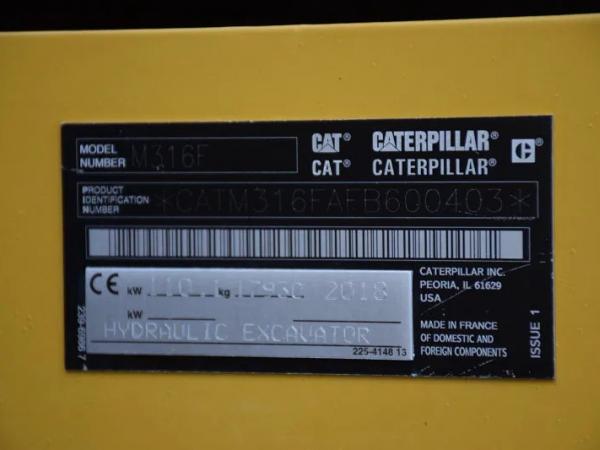 MODEL NUMBER M316F
CAT® CATERPILLAR®
CAT® CATERPILLAR®
PRODUCT IDENTIFICATION NUMBER *CATM316FAFB600403*
CE kW 110 kg 2018
kW
HYDRAULIC EXCAVATOR
225-4148 13
CATERPILLAR INC.
PEORIA, IL 61629
USA
MADE IN FRANCE
OF DOMESTIC AND
FOREIGN COMPONENTS
ISSUE 1